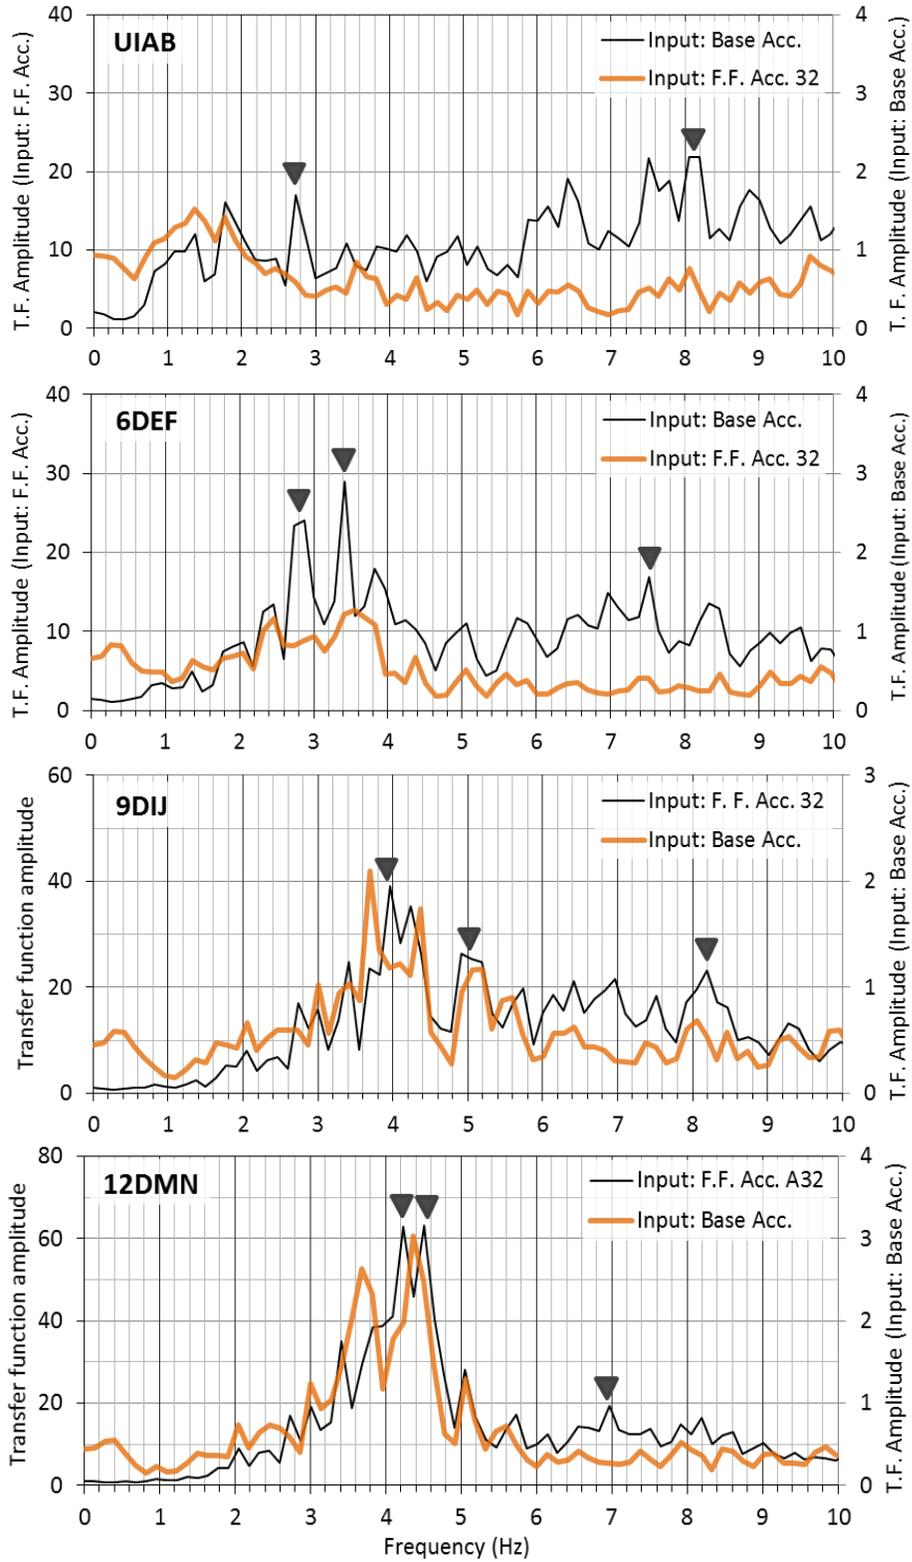 UIAB
Input: Base Acc.
Input: F.F. Acc. 32
T.F. Amplitude (Input: F.F. Acc.)
T. F. Amplitude (Input: Base Acc.)
40
30
20
10
0
4
3
2
1
0
0 1 2 3 4 5 6 7 8 9 10
6DEF
Input: Base Acc.
Input: F.F. Acc. 32
T.F. Amplitude (Input: F.F. Acc.)
T.F. Amplitude (Input: Base Acc.)
40
30
20
10
0
4
3
2
1
0
0 1 2 3 4 5 6 7 8 9 10
9DIJ
Input: F. F. Acc. 32
Input: Base Acc.
Transfer function amplitude
T.F. Amplitude (Input: Base Acc.)
60
40
20
0
3
2
1
0
0 1 2 3 4 5 6 7 8 9 10
12DMN
Input: F.F. Acc. A32
Input: Base Acc.
Transfer function amplitude
T.F. Amplitude (Input: Base Acc.)
80
60
40
20
0
4
3
2
1
0
0 1 2 3 4 5 6 7 8 9 10
Frequency (Hz)